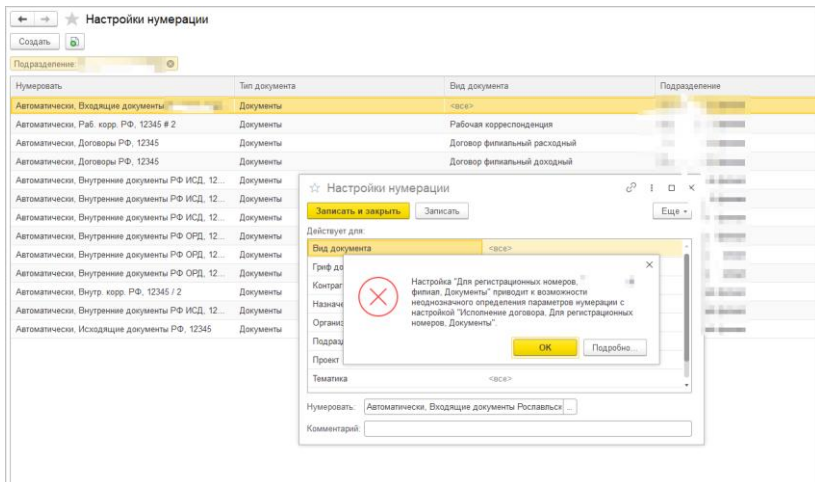 Настройки нумерации
Создать
Подразделение
Нумеровать Тип документа Вид документа Подразделение
Автоматически, Входящие документы Документы <все>
Автоматически, Раб. корр. РФ, 12345 # 2 Документы Рабочая корреспонденция
Автоматически, Договоры РФ, 12345 Документы Договор филиальный расходный
Автоматически, Договоры РФ, 12345 Документы Договор филиальный доходный
Автоматически, Внутренние документы РФ ИСД, 12... Документы
Автоматически, Внутренние документы РФ ИСД, 12... Документы
Автоматически, Внутренние документы РФ ИСД, 12... Документы
Автоматически, Внутренние документы РФ ОРД, 12... Документы
Автоматически, Внутренние документы РФ ОРД, 12... Документы
Автоматически, Внутренние документы РФ ОРД, 12... Документы
Автоматически, Внутр. корр. РФ, 12345 / 2 Документы
Автоматически, Внутренние документы РФ ИСД, 12... Документы
Автоматически, Исходящие документы РФ, 12345 Документы
Настройки нумерации
Записать и закрыть Записать Еще
Действует для:
Вид документа <все>
Гриф до
Контраг
Назначе
Организ
Подразд
Проект
Тематика <все>
Настройка "Для регистрационных номеров,
филиал, Документы" приводит к возможности
неоднозначного определения параметров нумерации с
настройкой "Исполнение договора. Для регистрационных
номеров, Документы".
ОК Подробно...
Нумеровать: Автоматически, Входящие документы Рославльск ...
Комментарий: